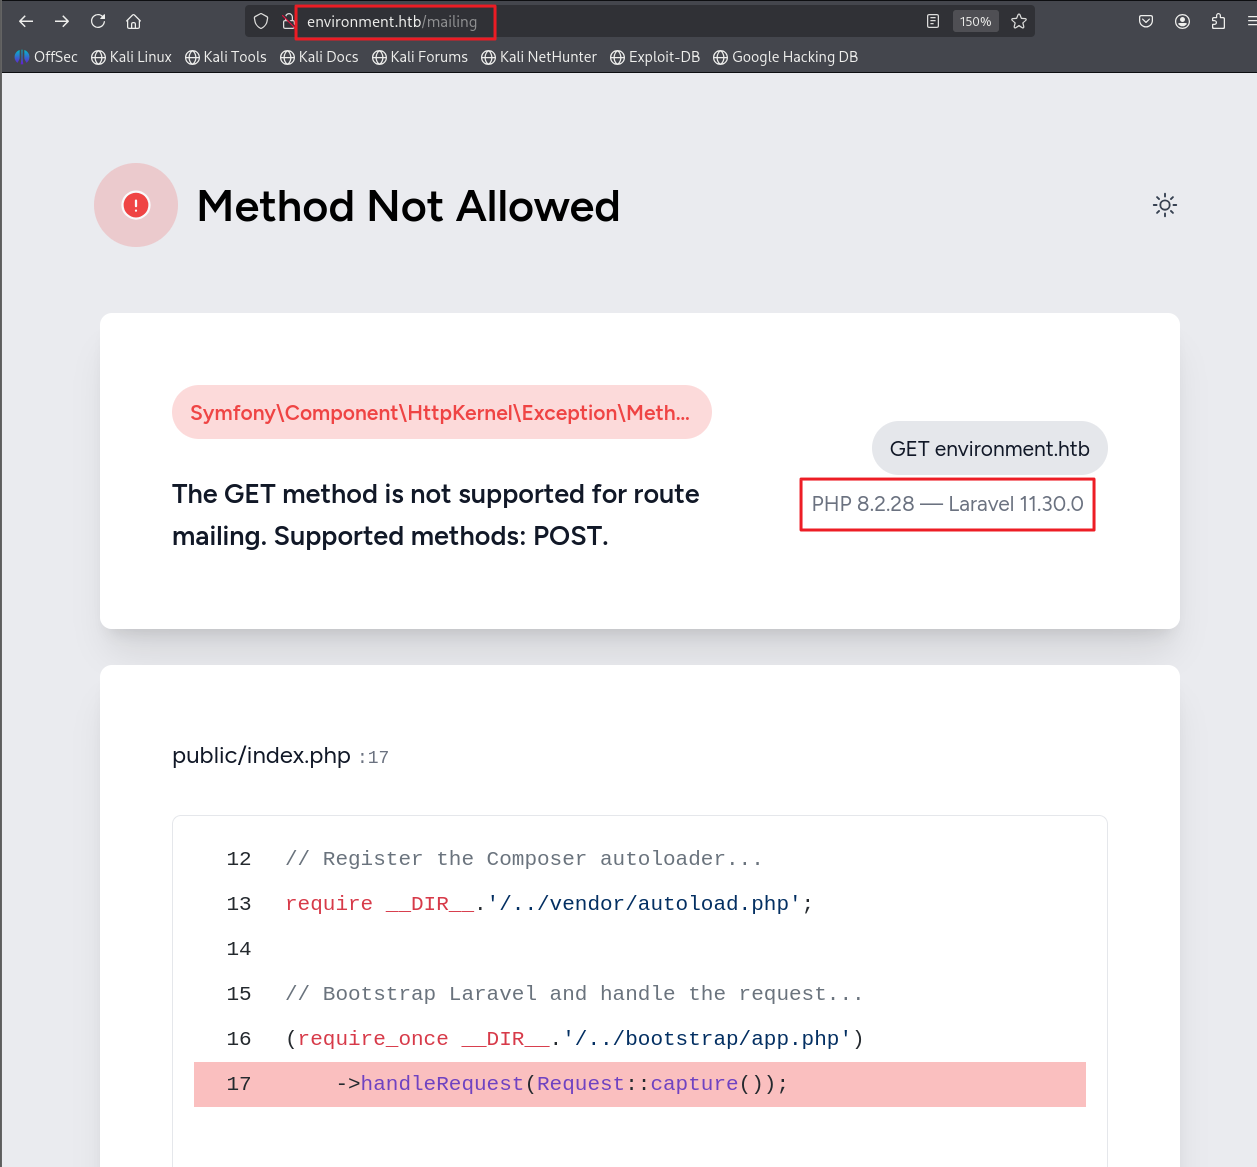 environment.htb/mailing
150%
OffSec Kali Linux Kali Tools Kali Docs Kali Forums Kali NetHunter Exploit-DB Google Hacking DB
! Method Not Allowed
Symfony\Component\HttpKernel\Exception\Meth...
GET environment.htb
The GET method is not supported for route
mailing. Supported methods: POST.
PHP 8.2.28 — Laravel 11.30.0
public/index.php :17
12 // Register the Composer autoloader...
13 require __DIR__.'/../vendor/autoload.php';
14
15 // Bootstrap Laravel and handle the request...
16 (require_once __DIR__.'/../bootstrap/app.php')
17     ->handleRequest(Request::capture());